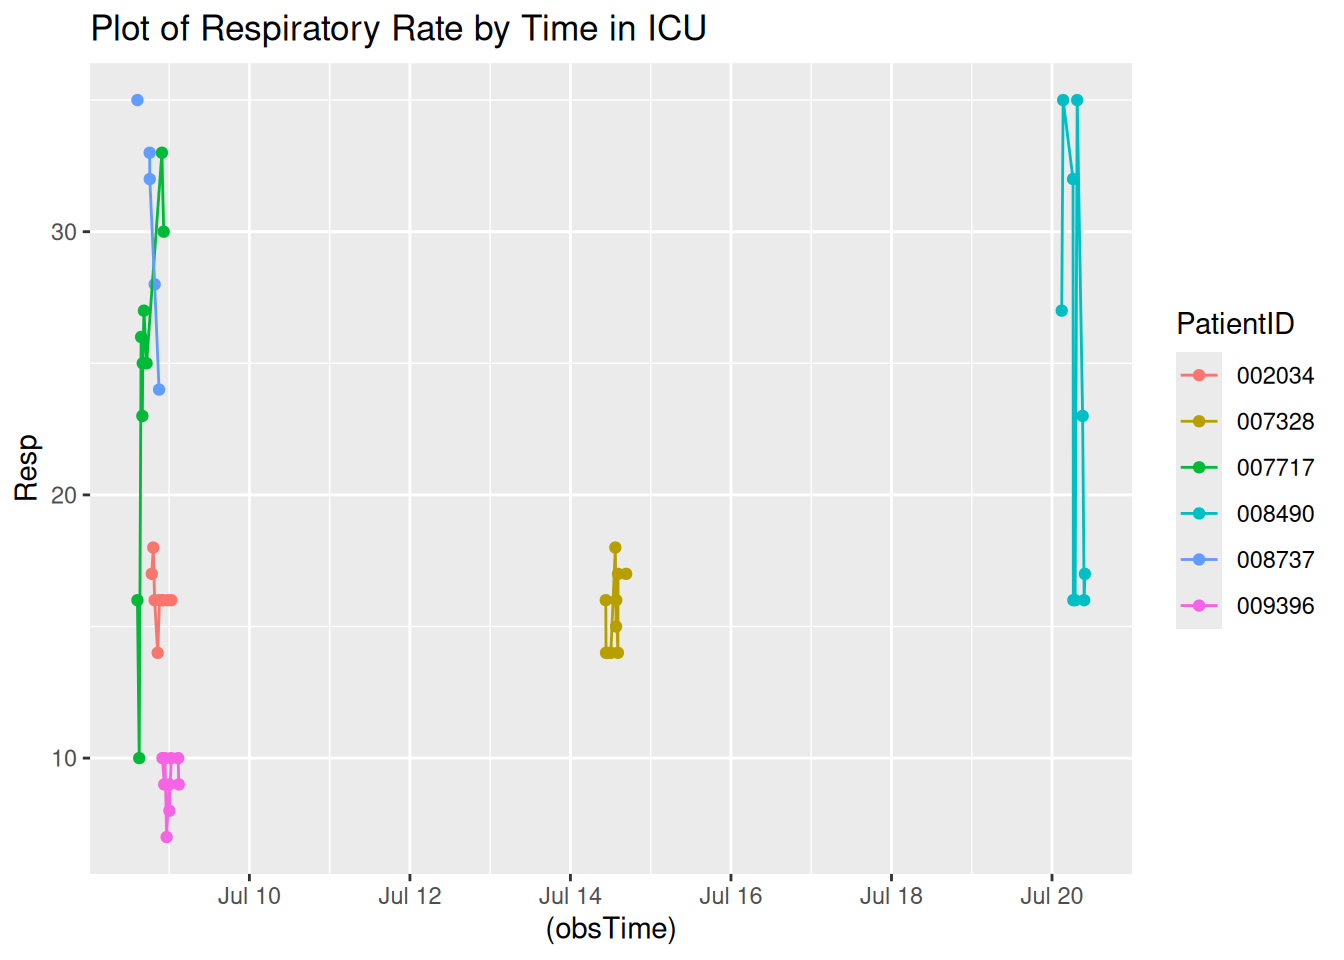 Plot of Respiratory Rate by Time in ICU
Resp
30
20
10
Jul 10
Jul 12
Jul 14
Jul 16
Jul 18
Jul 20
(obsTime)
PatientID
002034
007328
007717
008490
008737
009396